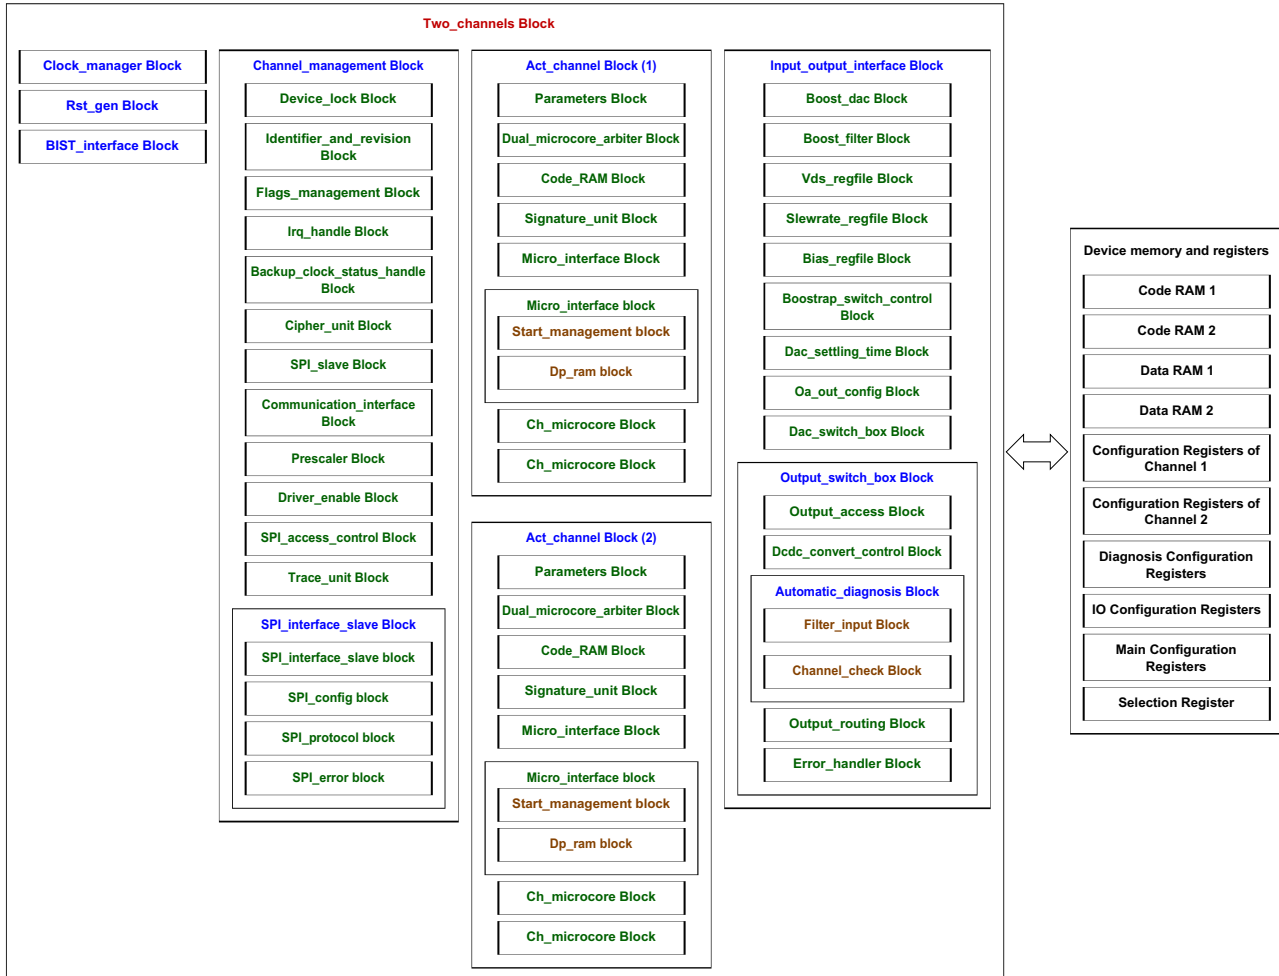 Two_channels Block
Clock_manager Block
Rst_gen Block
BIST_interface Block
Channel_management Block
Device_lock Block
Identifier_and_revision
Block
Flags_management Block
Irq_handle Block
Backup_clock_status_handle
Block
Cipher_unit Block
SPI_slave Block
Communication_interface
Block
Prescaler Block
Driver_enable Block
SPI_access_control Block
Trace_unit Block
SPI_interface_slave Block
SPI_interface_slave block
SPI_config block
SPI_protocol block
SPI_error block
Act_channel Block (1)
Parameters Block
Dual_microcore_arbiter Block
Code_RAM Block
Signature_unit Block
Micro_interface Block
Micro_interface block
Start_management block
Dp_ram block
Ch_microcore Block
Ch_microcore Block
Act_channel Block (2)
Parameters Block
Dual_microcore_arbiter Block
Code_RAM Block
Signature_unit Block
Micro_interface Block
Micro_interface block
Start_management block
Dp_ram block
Ch_microcore Block
Ch_microcore Block
Input_output_interface Block
Boost_dac Block
Boost_filter Block
Vds_regfile Block
Slewrate_regfile Block
Bias_regfile Block
Boostrap_switch_control
Block
Dac_settling_time Block
Oa_out_config Block
Dac_switch_box Block
Output_switch_box Block
Output_access Block
Dcdc_convert_control Block
Automatic_diagnosis Block
Filter_input Block
Channel_check Block
Output_routing Block
Error_handler Block
Device memory and registers
Code RAM 1
Code RAM 2
Data RAM 1
Data RAM 2
Configuration Registers of
Channel 1
Configuration Registers of
Channel 2
Diagnosis Configuration
Registers
IO Configuration Registers
Main Configuration
Registers
Selection Register